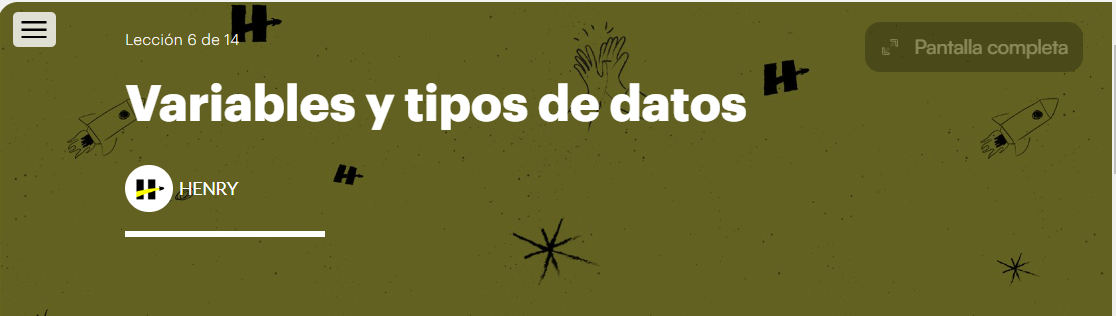 Lección 6 de 14
Pantalla completa
Variables y tipos de datos
HENRY